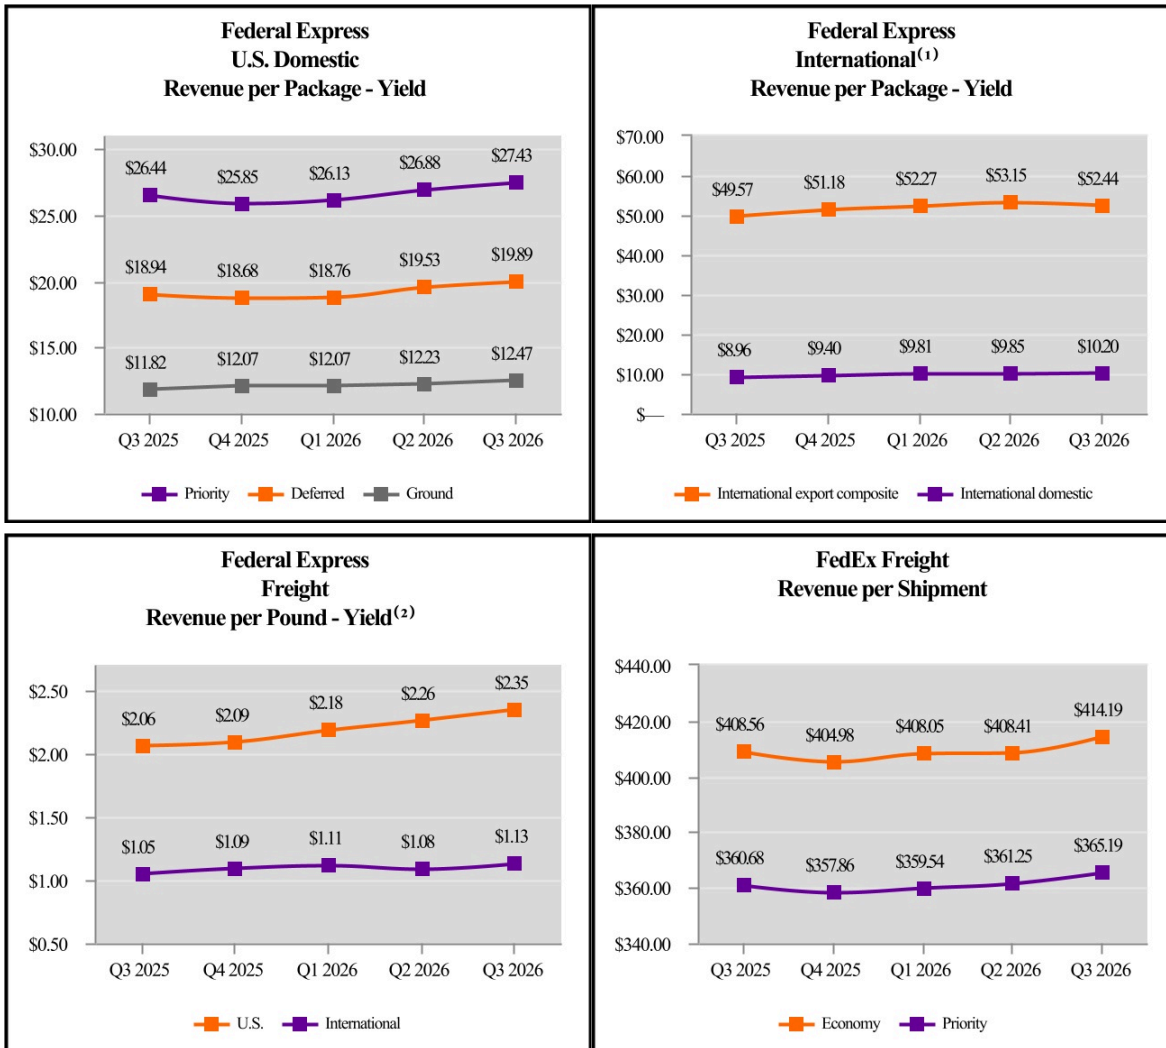 Federal Express
U.S. Domestic
Revenue per Package - Yield
$30.00
$25.00
$20.00
$15.00
$10.00
$26.44 $25.85 $26.13 $26.88 $27.43
$18.94 $18.68 $18.76 $19.53 $19.89
$11.82 $12.07 $12.07 $12.23 $12.47
Q3 2025 Q4 2025 Q1 2026 Q2 2026 Q3 2026
Priority Deferred Ground
Federal Express
International⁽¹⁾
Revenue per Package - Yield
$70.00
$60.00
$50.00
$40.00
$30.00
$20.00
$10.00
$—
$49.57 $51.18 $52.27 $53.15 $52.44
$8.96 $9.40 $9.81 $9.85 $10.20
Q3 2025 Q4 2025 Q1 2026 Q2 2026 Q3 2026
International export composite International domestic
Federal Express
Freight
Revenue per Pound - Yield⁽²⁾
$2.50
$2.00
$1.50
$1.00
$0.50
$2.06 $2.09 $2.18 $2.26 $2.35
$1.05 $1.09 $1.11 $1.08 $1.13
Q3 2025 Q4 2025 Q1 2026 Q2 2026 Q3 2026
U.S. International
FedEx Freight
Revenue per Shipment
$440.00
$420.00
$400.00
$380.00
$360.00
$340.00
$408.56 $404.98 $408.05 $408.41 $414.19
$360.68 $357.86 $359.54 $361.25 $365.19
Q3 2025 Q4 2025 Q1 2026 Q2 2026 Q3 2026
Economy Priority